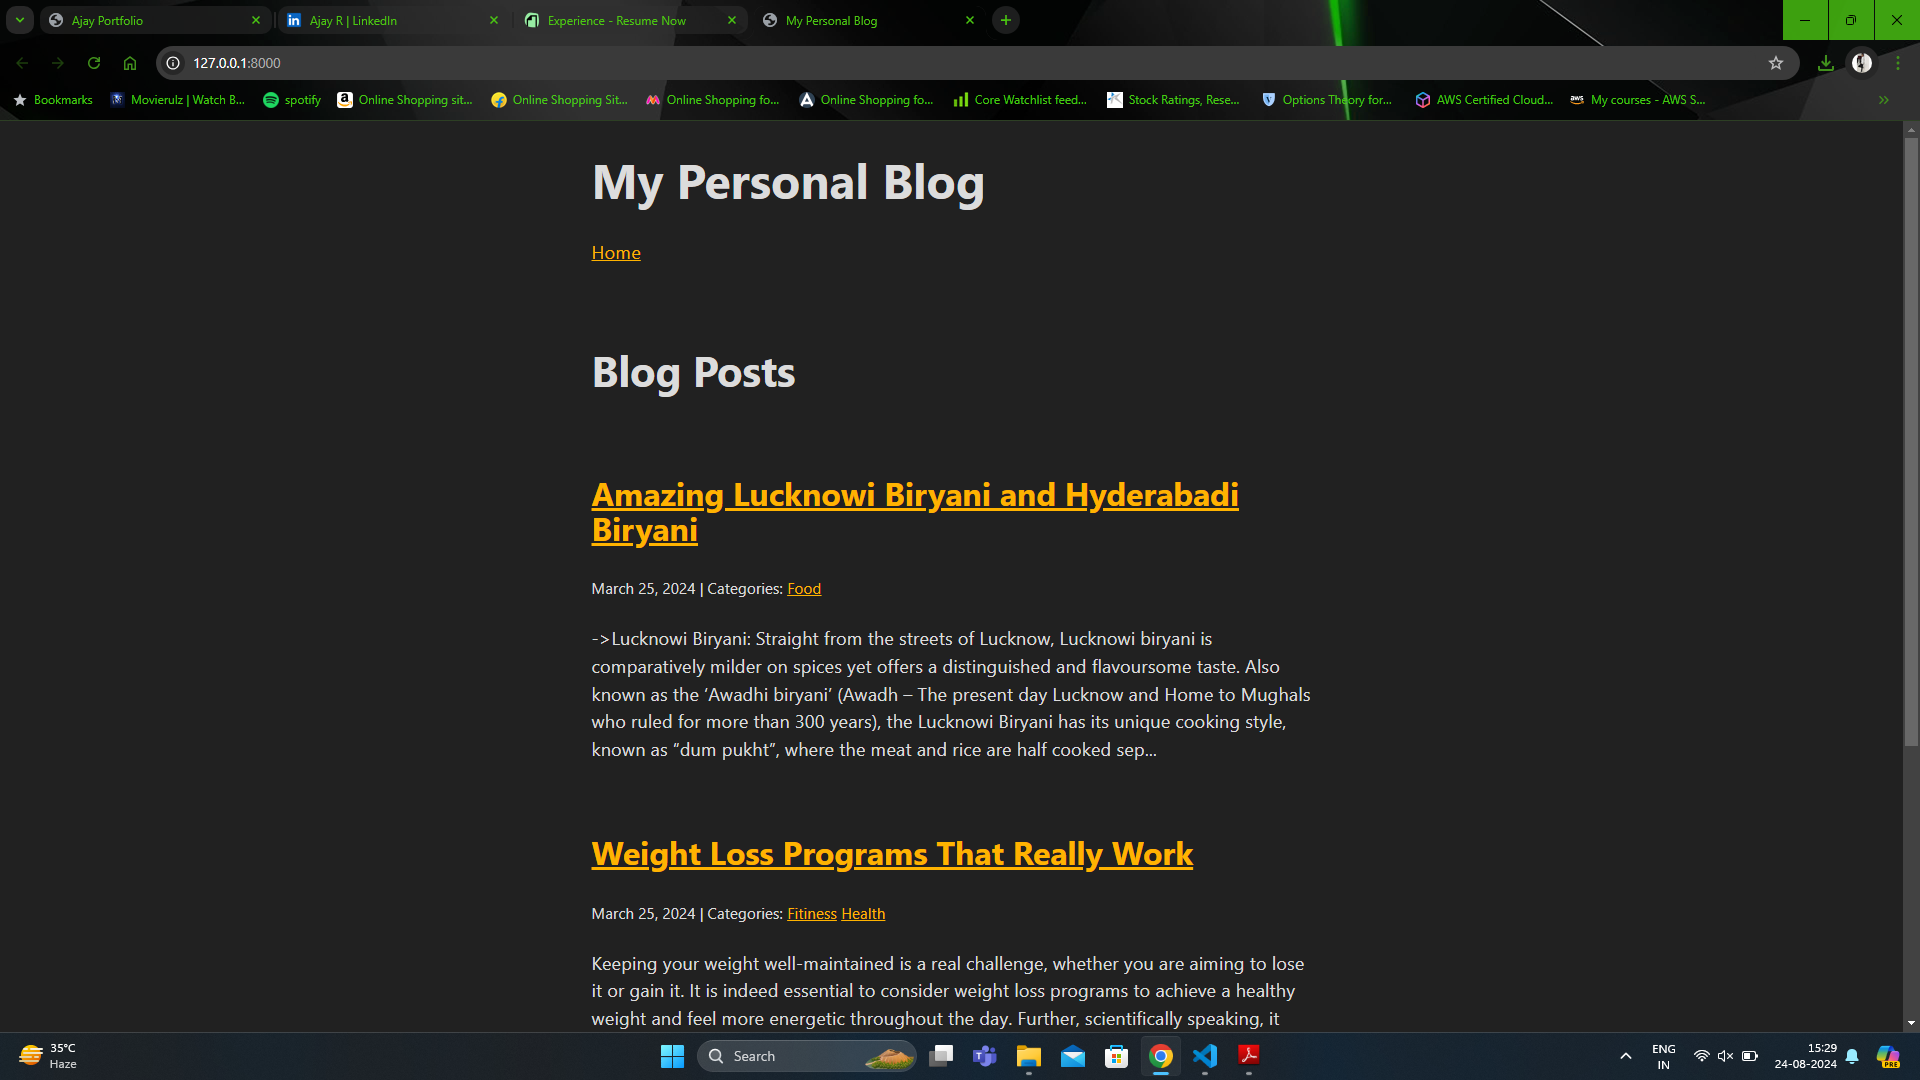 Ajay Portfolio
Ajay R | LinkedIn
Experience - Resume Now
My Personal Blog
127.0.0.1:8000
Bookmarks
Movierulz | Watch B...
spotify
Online Shopping sit...
Online Shopping Sit...
Online Shopping fo...
Online Shopping fo...
Core Watchlist feed...
Stock Ratings, Rese...
Options Theory for...
AWS Certified Cloud...
aws
My courses - AWS S...
My Personal Blog
Home
Blog Posts
Amazing Lucknowi Biryani and Hyderabadi
Biryani
March 25, 2024 | Categories: Food
->Lucknowi Biryani: Straight from the streets of Lucknow, Lucknowi biryani is
comparatively milder on spices yet offers a distinguished and flavoursome taste. Also
known as the ‘Awadhi biryani’ (Awadh – The present day Lucknow and Home to Mughals
who ruled for more than 300 years), the Lucknowi Biryani has its unique cooking style,
known as “dum pukht”, where the meat and rice are half cooked sep...
Weight Loss Programs That Really Work
March 25, 2024 | Categories: Fitiness Health
Keeping your weight well-maintained is a real challenge, whether you are aiming to lose
it or gain it. It is indeed essential to consider weight loss programs to achieve a healthy
weight and feel more energetic throughout the day. Further, scientifically speaking, it
35°C
Haze
Search
ENG
IN
15:29
24-08-2024
PRE